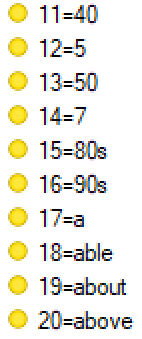 11=40
12=5
13=50
14=7
15=80s
16=90s
17=a
18=able
19=about
20=above